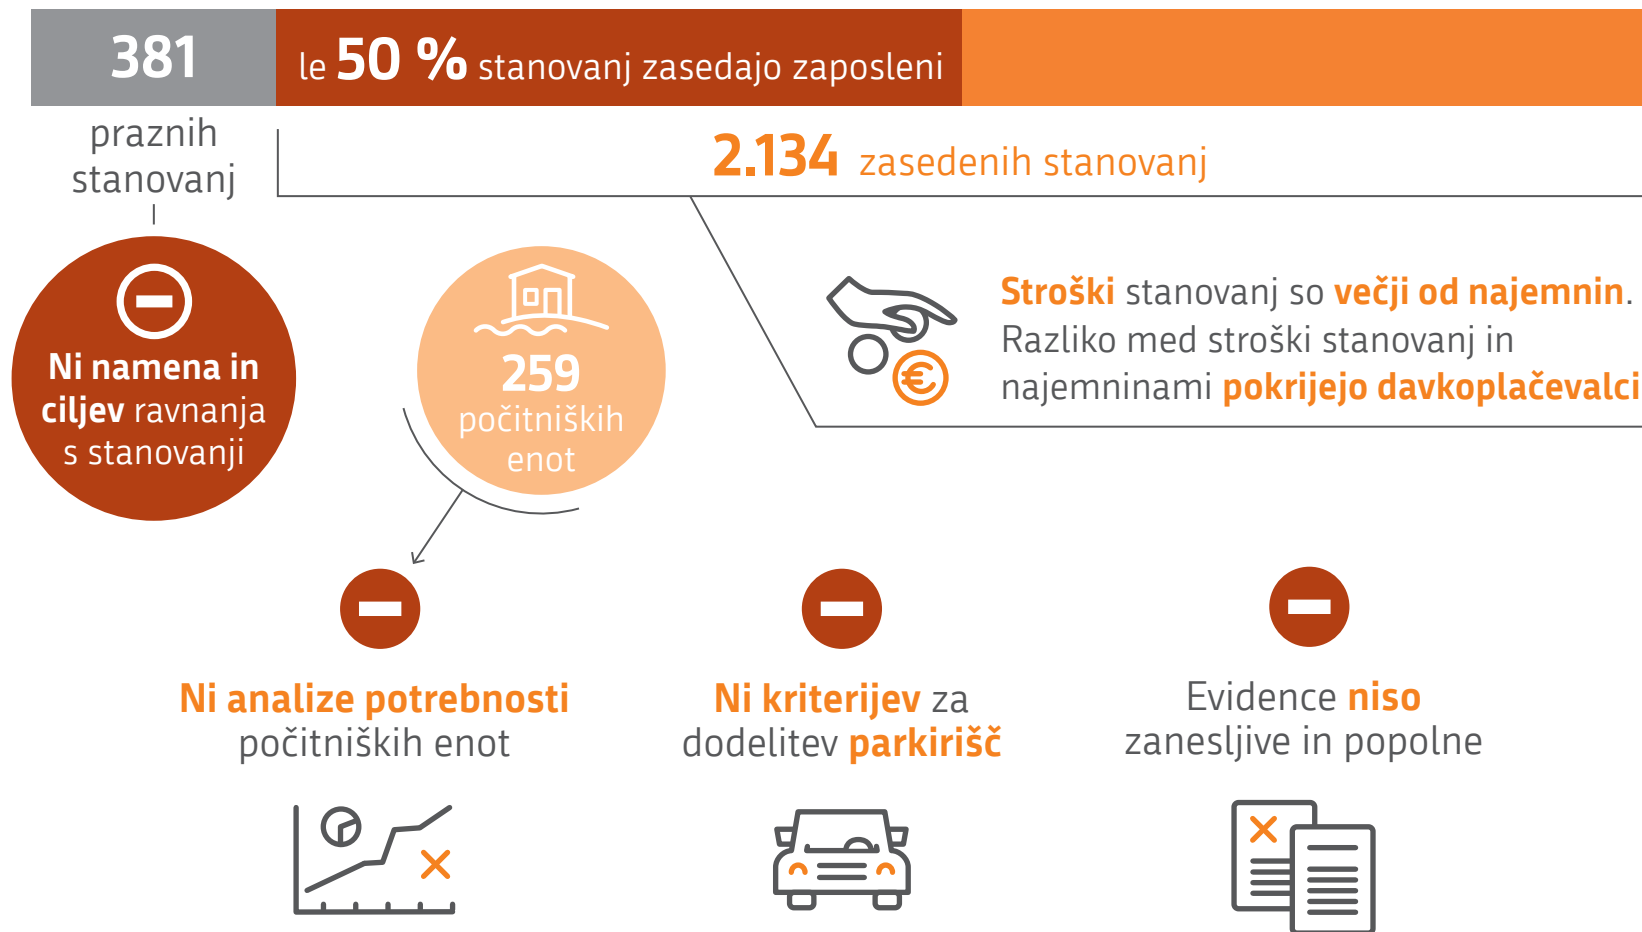 381
le 50 % stanovanj zasedajo zaposleni
praznih
stanovanj
2.134 zasedenih stanovanj
Ni namena in
ciljev ravnanja
s stanovanji
259
počitniških
enot
Stroški stanovanj so večji od najemnin.
Razliko med stroški stanovanj in
najemninami pokrijejo davkoplačevalci
Ni analize potrebnosti
počitniških enot
Ni kriterijev za
dodelitev parkirišč
Evidence niso
zanesljive in popolne